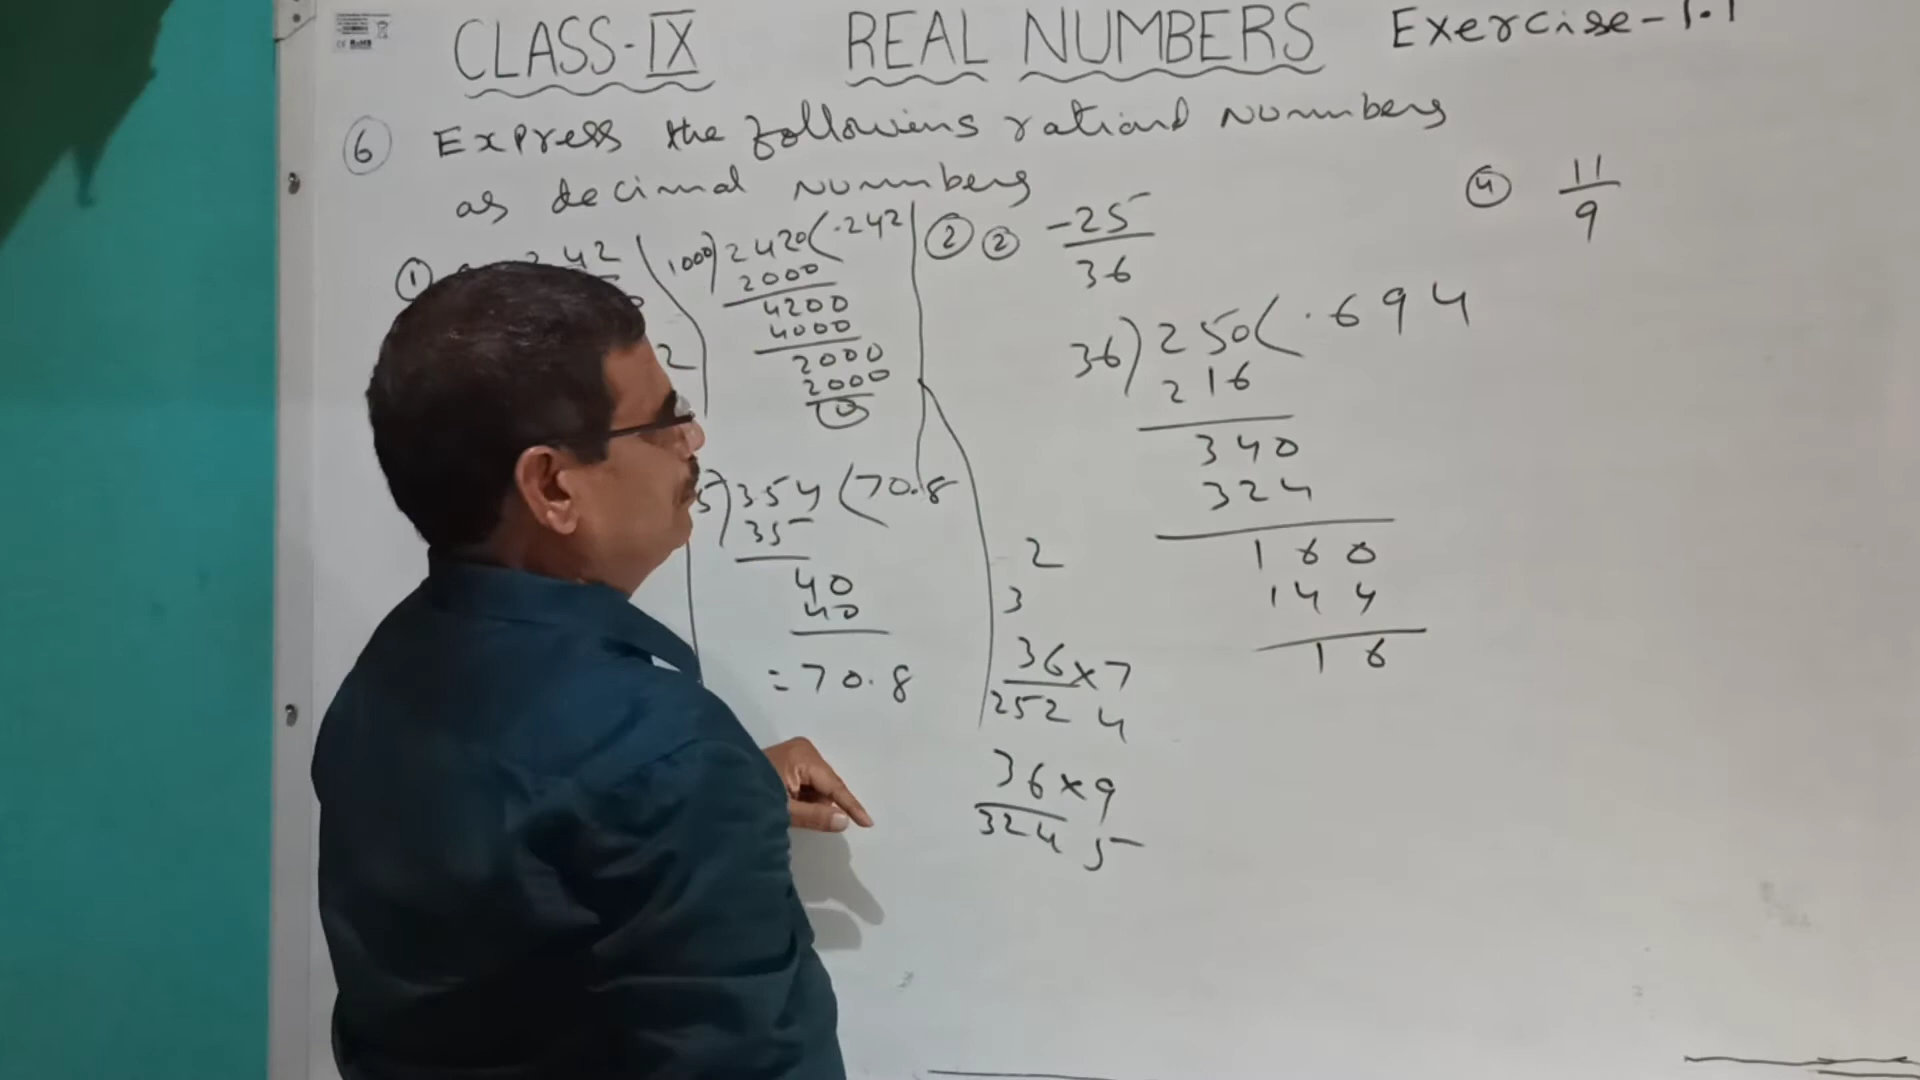 CLASS-IX REAL NUMBERS Exercise-1.1
6 Express the followings rational Numbers
as decimal Numbers
1 242
1000) 2420 ( .242
2000
4200
4000
2000
2000
0
5) 354 ( 70.8
35
40
40
= 70.8
2 2 -25
36
36) 250 ( .694
216
340
324
160
144
16
2
3
36 × 7
252 4
36 × 9
324 5
4 11
9